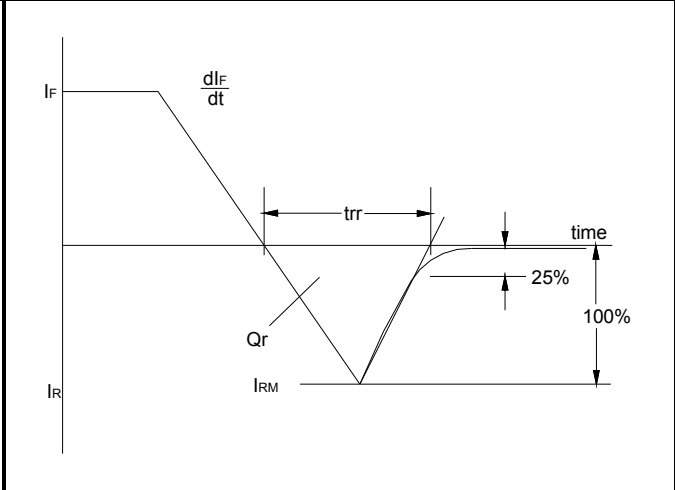 IF
dIF
dt
trr
time
25%
100%
Qr
IRM
IR